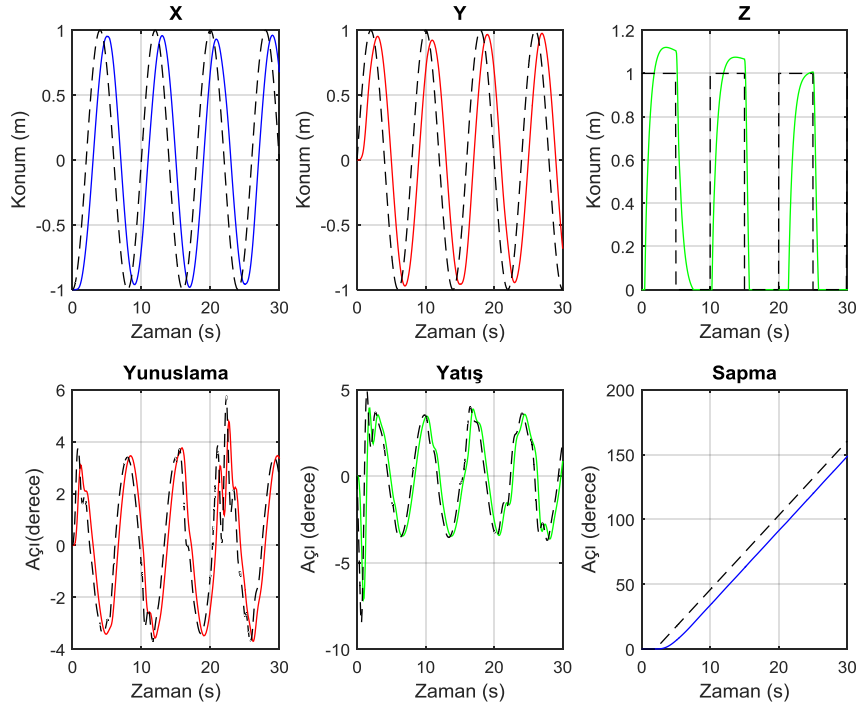 X
1
0.5
0
-0.5
-1
0 10 20 30
Konum (m)
Zaman (s)
Y
1
0.5
0
-0.5
-1
0 10 20 30
Konum (m)
Zaman (s)
Z
1.2
1
0.8
0.6
0.4
0.2
0
0 10 20 30
Konum (m)
Zaman (s)
Yunuslama
6
4
2
0
-2
-4
0 10 20 30
Açı(derece)
Zaman (s)
Yatış
5
0
-5
-10
0 10 20 30
Açı (derece)
Zaman (s)
Sapma
200
150
100
50
0
0 10 20 30
Açı (derece)
Zaman (s)